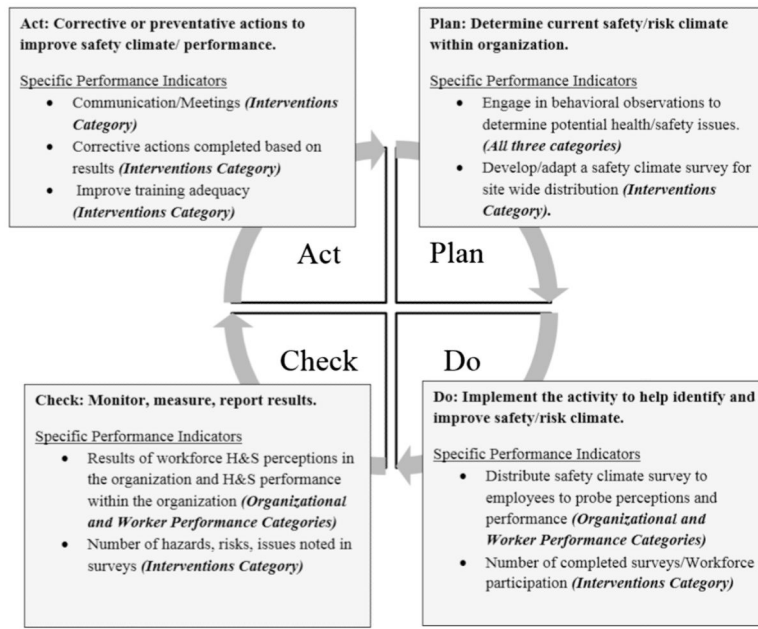 Act: Corrective or preventative actions to
improve safety climate/ performance.
Specific Performance Indicators
• Communication/Meetings (Interventions
Category)
• Corrective actions completed based on
results (Interventions Category)
• Improve training adequacy
(Interventions Category)
Plan: Determine current safety/risk climate
within organization.
Specific Performance Indicators
• Engage in behavioral observations to
determine potential health/safety issues.
(All three categories)
• Develop/adapt a safety climate survey for
site wide distribution (Interventions
Category).
Act
Plan
Check
Do
Check: Monitor, measure, report results.
Specific Performance Indicators
• Results of workforce H&S perceptions in
the organization and H&S performance
within the organization (Organizational
and Worker Performance Categories)
• Number of hazards, risks, issues noted in
surveys (Interventions Category)
Do: Implement the activity to help identify and
improve safety/risk climate.
Specific Performance Indicators
• Distribute safety climate survey to
employees to probe perceptions and
performance (Organizational and
Worker Performance Categories)
• Number of completed surveys/Workforce
participation (Interventions Category)